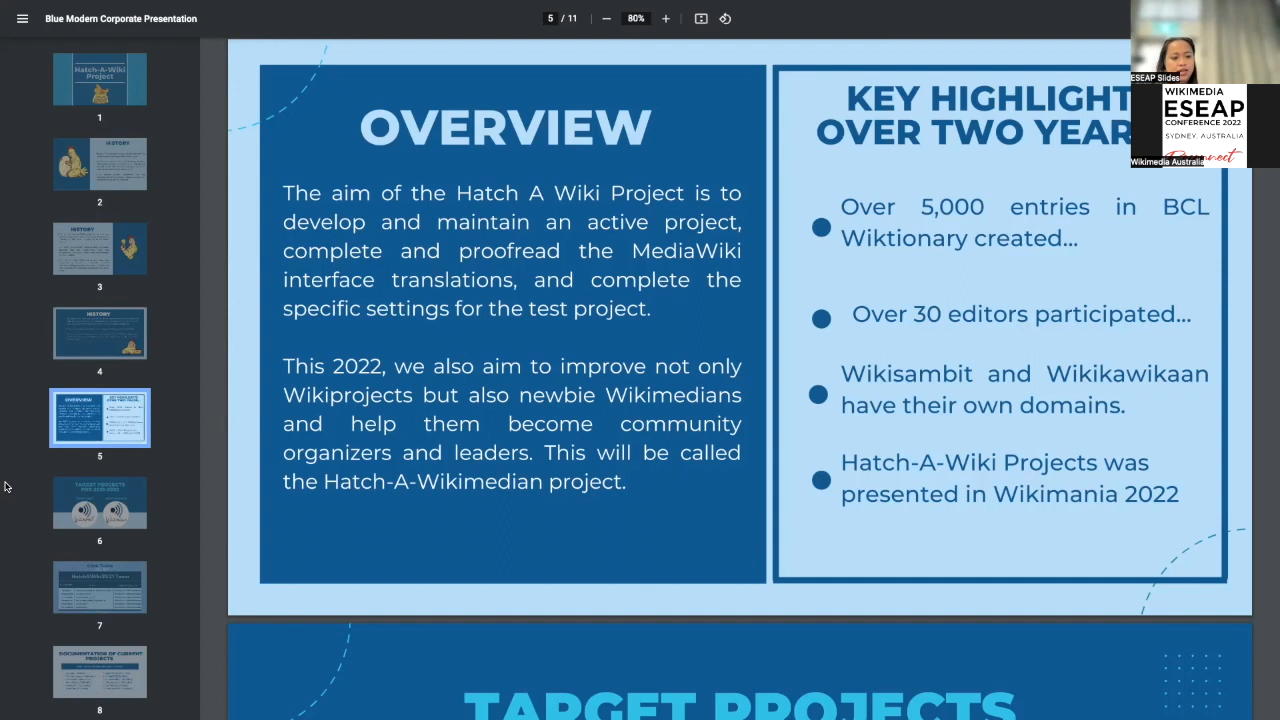 Blue Modern Corporate Presentation
5 / 11
80%
ESEAP Slides
WIKIMEDIA
ESEAP
CONFERENCE 2022
SYDNEY, AUSTRALIA
Reconnect
Wikimedia Australia
Hatch-A-Wiki
Project
1
HISTORY
2
HISTORY
3
HISTORY
4
OVERVIEW
5
TARGET PROJECTS
6
7
DOCUMENTATION OF CURRENT
PROJECTS
8
OVERVIEW
The aim of the Hatch A Wiki Project is to
develop and maintain an active project,
complete and proofread the MediaWiki
interface translations, and complete the
specific settings for the test project.
This 2022, we also aim to improve not only
Wikiprojects but also newbie Wikimedians
and help them become community
organizers and leaders. This will be called
the Hatch-A-Wikimedian project.
KEY HIGHLIGHT
OVER TWO YEAR
Over 5,000 entries in BCL
Wiktionary created...
Over 30 editors participated...
Wikisambit and Wikikawikaan
have their own domains.
Hatch-A-Wiki Projects was
presented in Wikimania 2022
TARGET PROJECTS